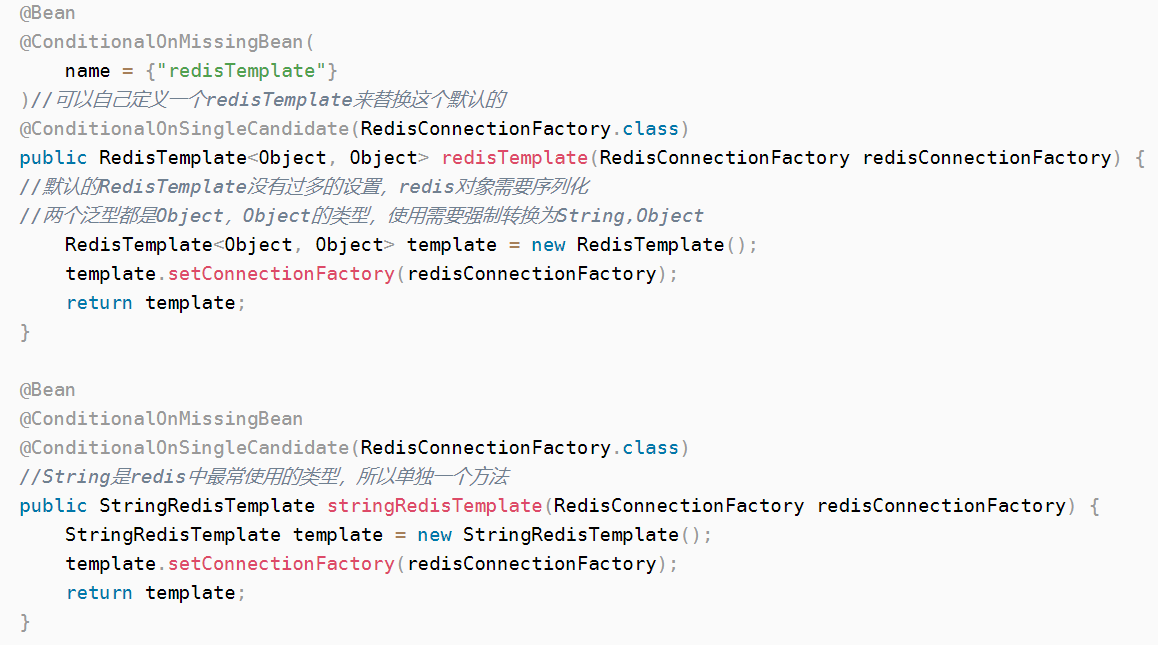 @Bean
@ConditionalOnMissingBean(
    name = {"redisTemplate"}
)//可以自己定义一个redisTemplate来替换这个默认的
@ConditionalOnSingleCandidate(RedisConnectionFactory.class)
public RedisTemplate<Object, Object> redisTemplate(RedisConnectionFactory redisConnectionFactory) {
//默认的RedisTemplate没有过多的设置，redis对象需要序列化
//两个泛型都是Object，Object的类型，使用需要强制转换为String,Object
    RedisTemplate<Object, Object> template = new RedisTemplate();
    template.setConnectionFactory(redisConnectionFactory);
    return template;
}
@Bean
@ConditionalOnMissingBean
@ConditionalOnSingleCandidate(RedisConnectionFactory.class)
//String是redis中最常使用的类型，所以单独一个方法
public StringRedisTemplate stringRedisTemplate(RedisConnectionFactory redisConnectionFactory) {
    StringRedisTemplate template = new StringRedisTemplate();
    template.setConnectionFactory(redisConnectionFactory);
    return template;
}